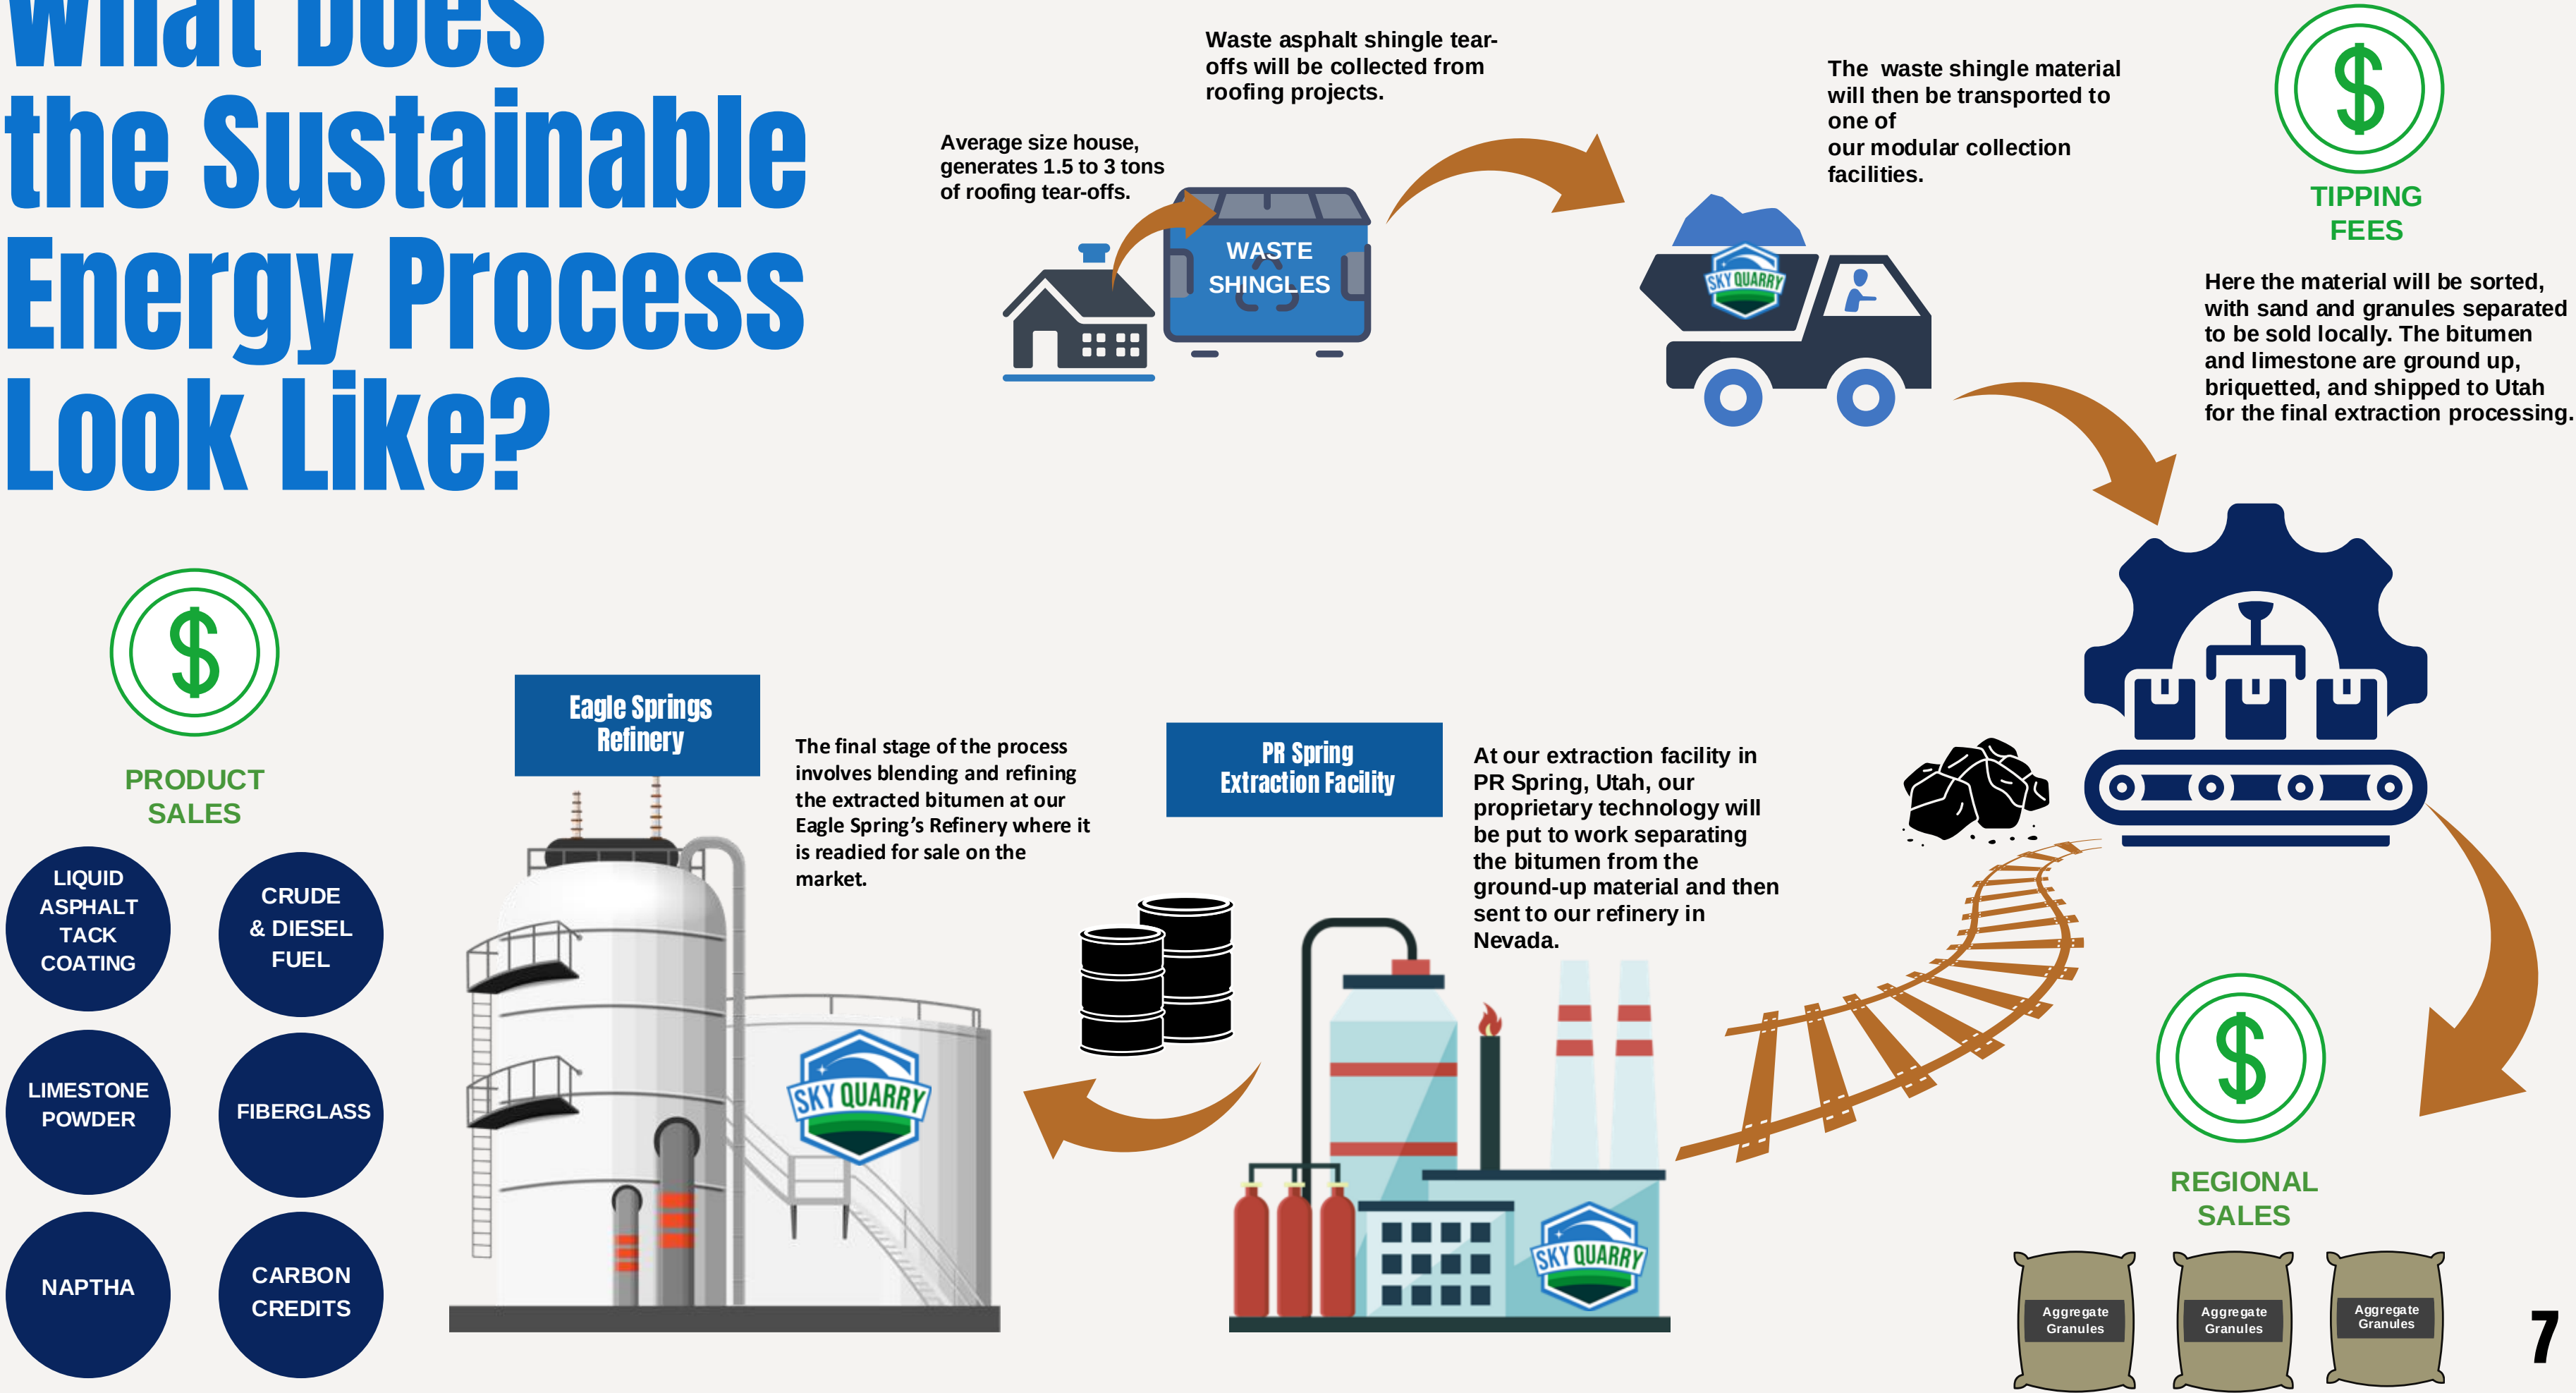 What Does
the Sustainable
Energy Process
Look Like?
Average size house,
generates 1.5 to 3 tons
of roofing tear-offs.
Waste asphalt shingle tear-
offs will be collected from
roofing projects.
WASTE
SHINGLES
The waste shingle material
will then be transported to
one of
our modular collection
facilities.
SKY QUARRY
TIPPING
FEES
Here the material will be sorted,
with sand and granules separated
to be sold locally. The bitumen
and limestone are ground up,
briquetted, and shipped to Utah
for the final extraction processing.
REGIONAL
SALES
Aggregate
Granules
Aggregate
Granules
Aggregate
Granules
PR Spring
Extraction Facility
At our extraction facility in
PR Spring, Utah, our
proprietary technology will
be put to work separating
the bitumen from the
ground-up material and then
sent to our refinery in
Nevada.
SKY QUARRY
Eagle Springs
Refinery
The final stage of the process
involves blending and refining
the extracted bitumen at our
Eagle Spring’s Refinery where it
is readied for sale on the
market.
SKY QUARRY
PRODUCT
SALES
LIQUID
ASPHALT
TACK
COATING
CRUDE
& DIESEL
FUEL
LIMESTONE
POWDER
FIBERGLASS
NAPTHA
CARBON
CREDITS
7